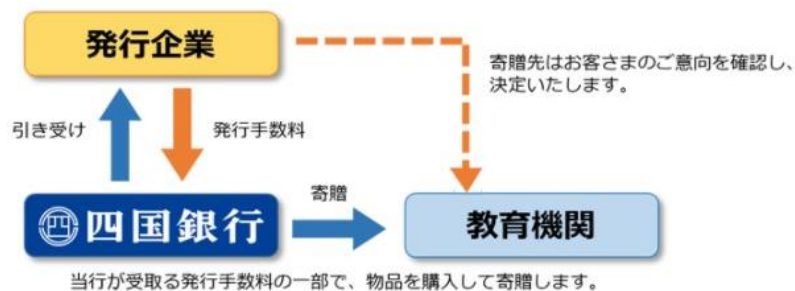 発行企業
寄贈先はお客さまのご意向を確認し、
決定いたします。
引き受け
発行手数料
四国銀行
寄贈
教育機関
当行が受取る発行手数料の一部で、物品を購入して寄贈します。